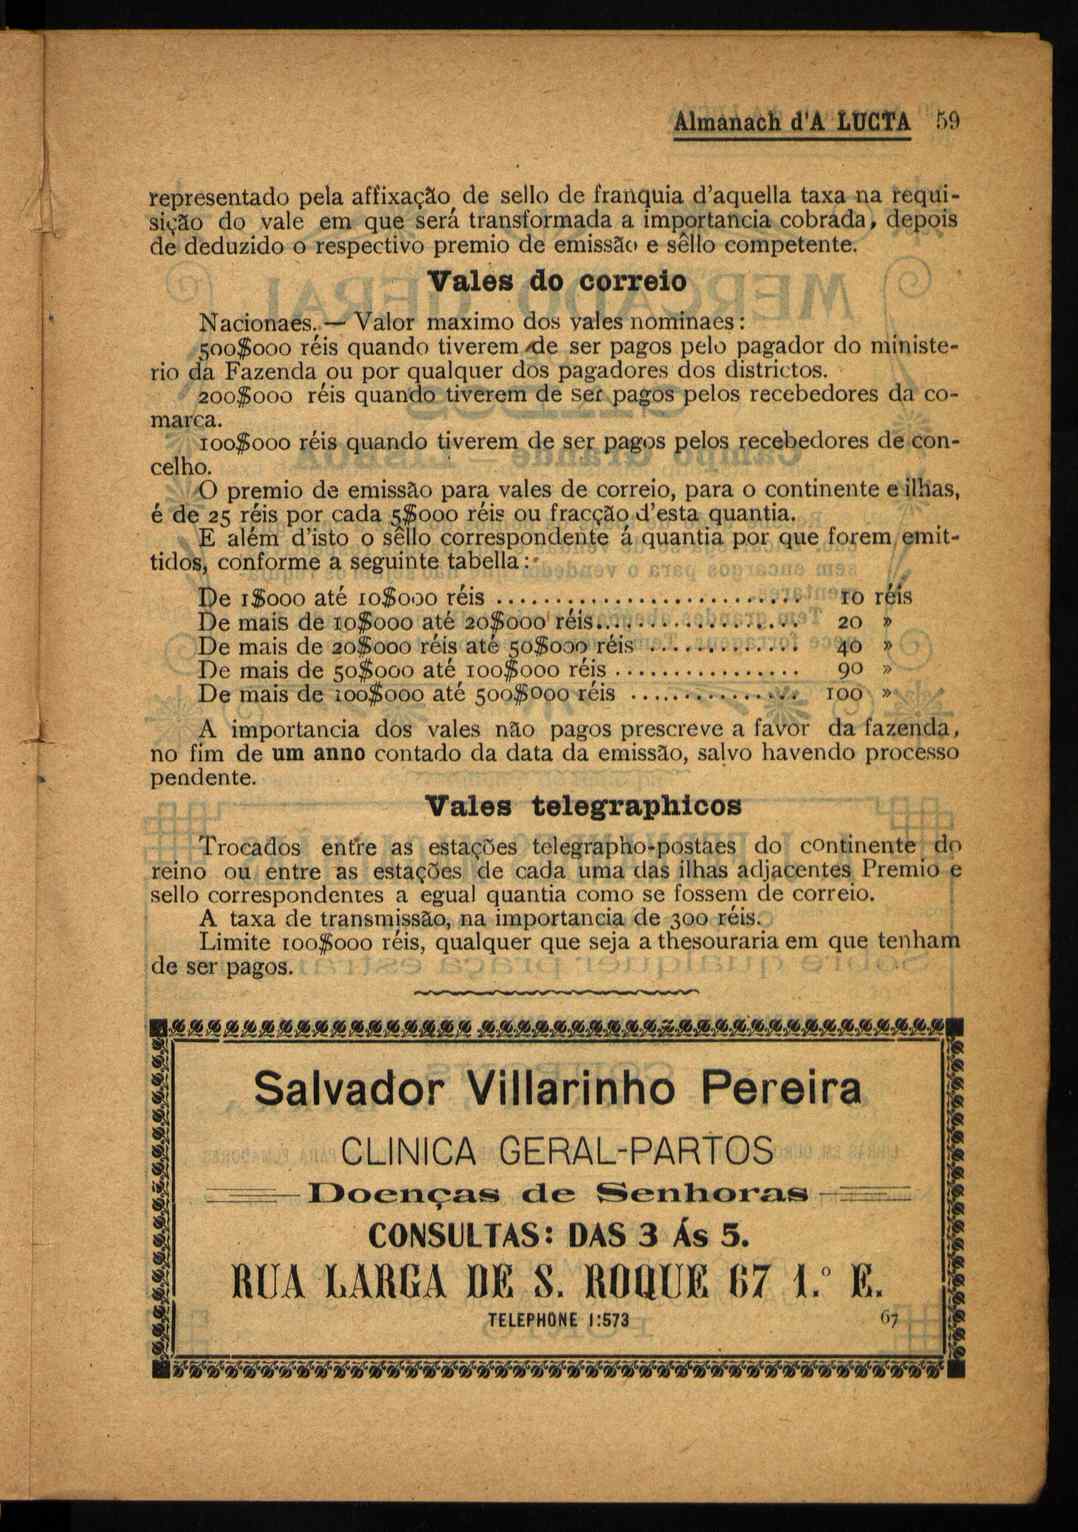 Almanach d'A LUCTA 59
representado pela affixação de sello de franquia d'aquella taxa na requi-
sição do vale em que será transformada a importancia cobrada, depois
de deduzido o respectivo premio de emissão e sêllo competente.
Vales do correio
Nacionaes. — Valor maximo dos vales nominaes:
500$000 réis quando tiverem de ser pagos pelo pagador do ministe-
rio da Fazenda ou por qualquer dos pagadores dos districtos.
200$000 réis quando tiverem de ser pagos pelos recebedores da co-
marca.
100$000 réis quando tiverem de ser pagos pelos recebedores de con-
celho.
O premio de emissão para vales de correio, para o continente e ilhas,
é de 25 réis por cada 5$000 réis ou fracção d'esta quantia.
E além d'isto o sêllo correspondente á quantia por que forem emit-
tidos, conforme a seguinte tabella:
De 1$000 até 10$000 réis .......................... 10 réis
De mais de 10$000 até 20$000 réis.................. 20 »
De mais de 20$000 réis até 50$000 réis ............. 40 »
De mais de 50$000 até 100$000 réis ................ 90 »
De mais de 100$000 até 500$000 réis ............... 100 »
A importancia dos vales não pagos prescreve a favor da fazenda,
no fim de um anno contado da data da emissão, salvo havendo processo
pendente.
Vales telegraphicos
Trocados entre as estações telegrapho-postaes do continente do
reino ou entre as estações de cada uma das ilhas adjacentes Premio e
sello correspondentes a egual quantia como se fossem de correio.
A taxa de transmissão, na importancia de 300 réis.
Limite 100$000 réis, qualquer que seja a thesouraria em que tenham
de ser pagos.
Salvador Villarinho Pereira
CLINICA GERAL-PARTOS
Doenças de Senhoras
CONSULTAS: DAS 3 ÁS 5.
RUA LARGA DE S. ROQUE 67 1.º E.
TELEPHONE 1:573 67